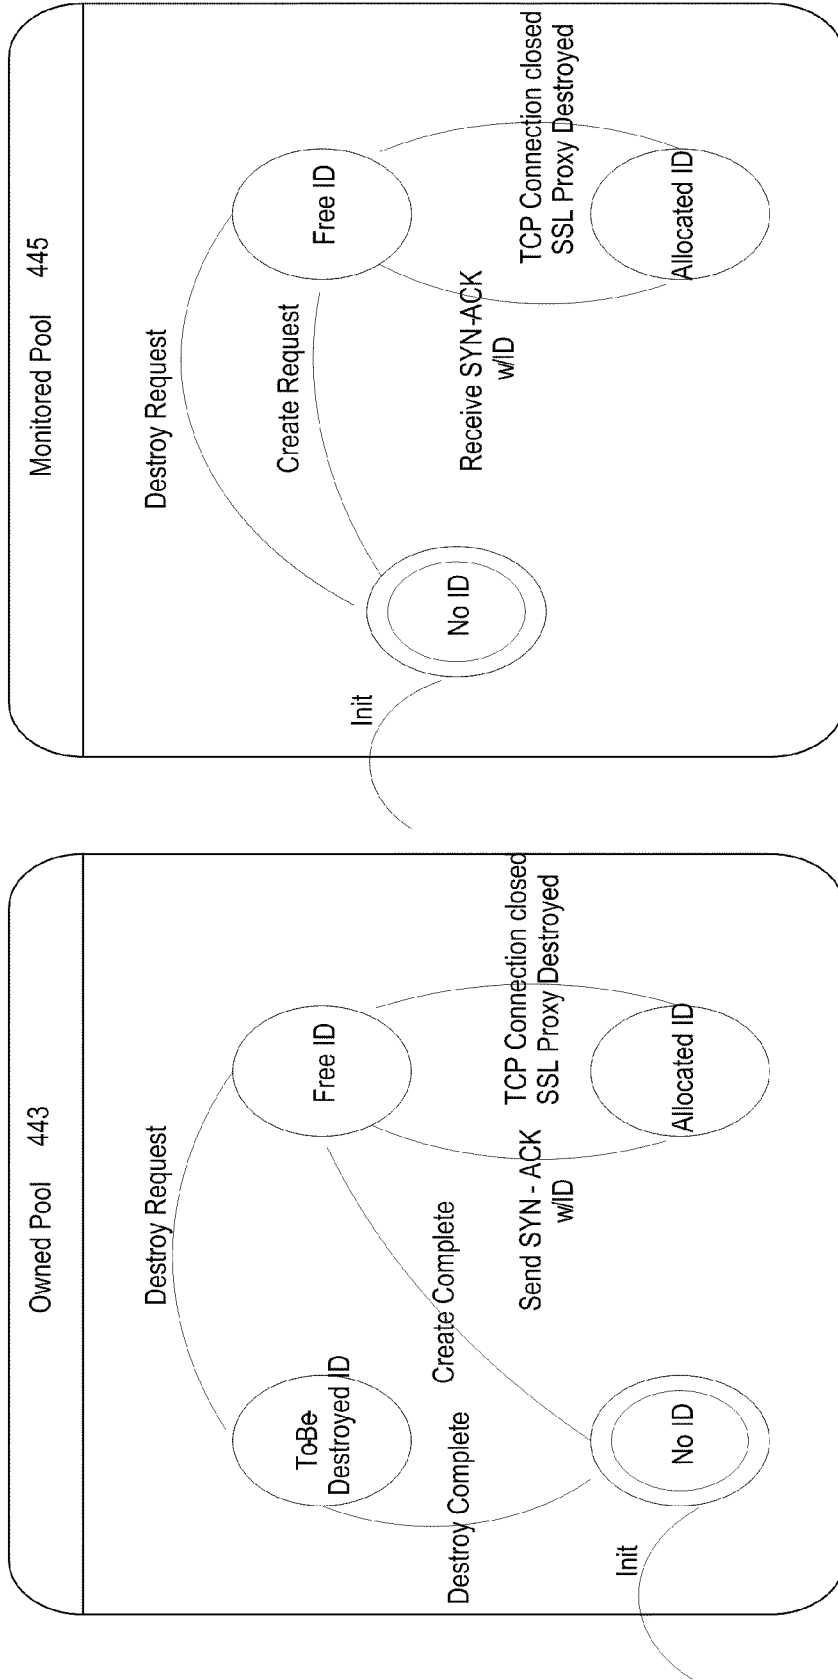 Owned Pool 443
Destroy Request
ToBe
Destroyed ID
Free ID
Create Complete
Destroy Complete
Send SYN - ACK
w/ID
TCP Connection closed
SSL Proxy Destroyed
Init
No ID
Allocated ID
Monitored Pool 445
Destroy Request
Create Request
Free ID
Init
No ID
Receive SYN-ACK
w/ID
TCP Connection closed
SSL Proxy Destroyed
Allocated ID